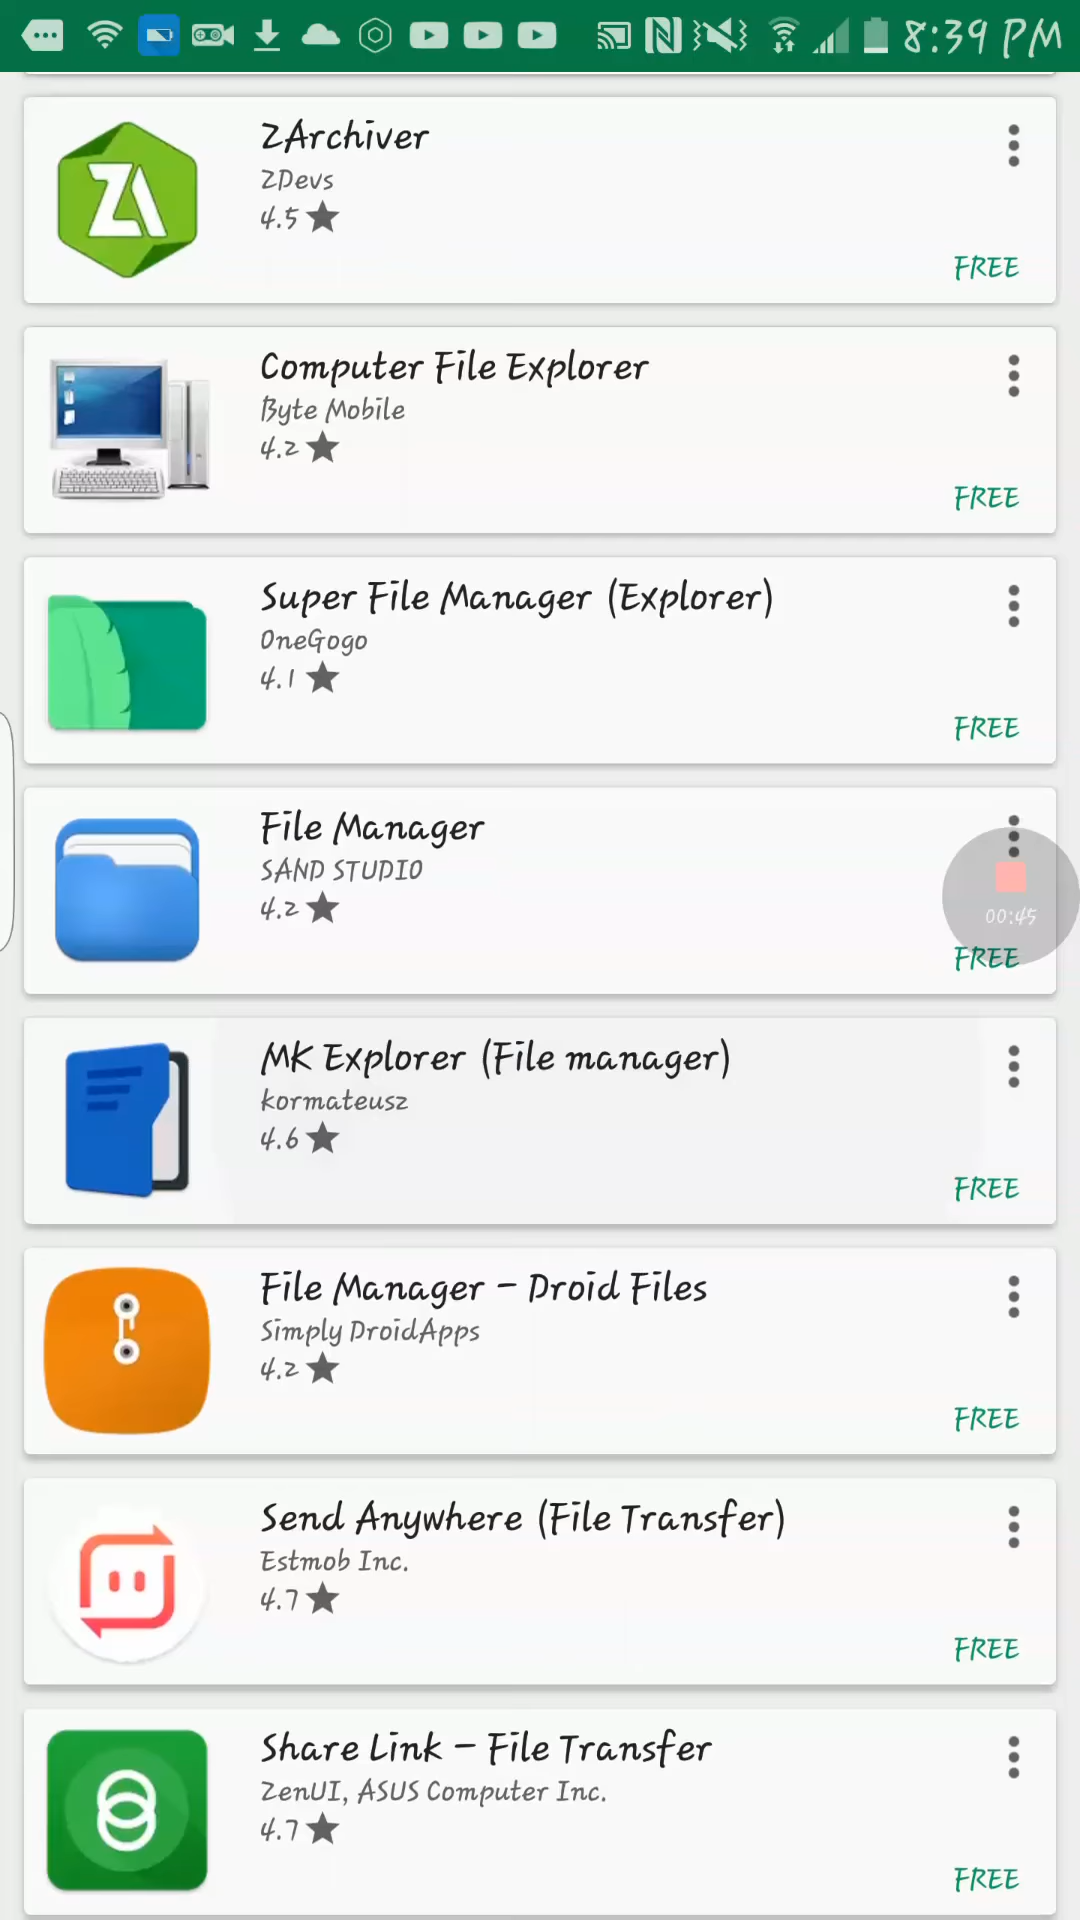 8:39 PM
ZArchiver
ZDevs
4.5
FREE
Computer File Explorer
Byte Mobile
4.2
FREE
Super File Manager (Explorer)
OneGogo
4.1
FREE
File Manager
SAND STUDIO
4.2
00:45
FREE
MK Explorer (File manager)
kormateusz
4.6
FREE
File Manager - Droid Files
Simply DroidApps
4.2
FREE
Send Anywhere (File Transfer)
Estmob Inc.
4.7
FREE
Share Link – File Transfer
ZenUI, ASUS Computer Inc.
4.7
FREE